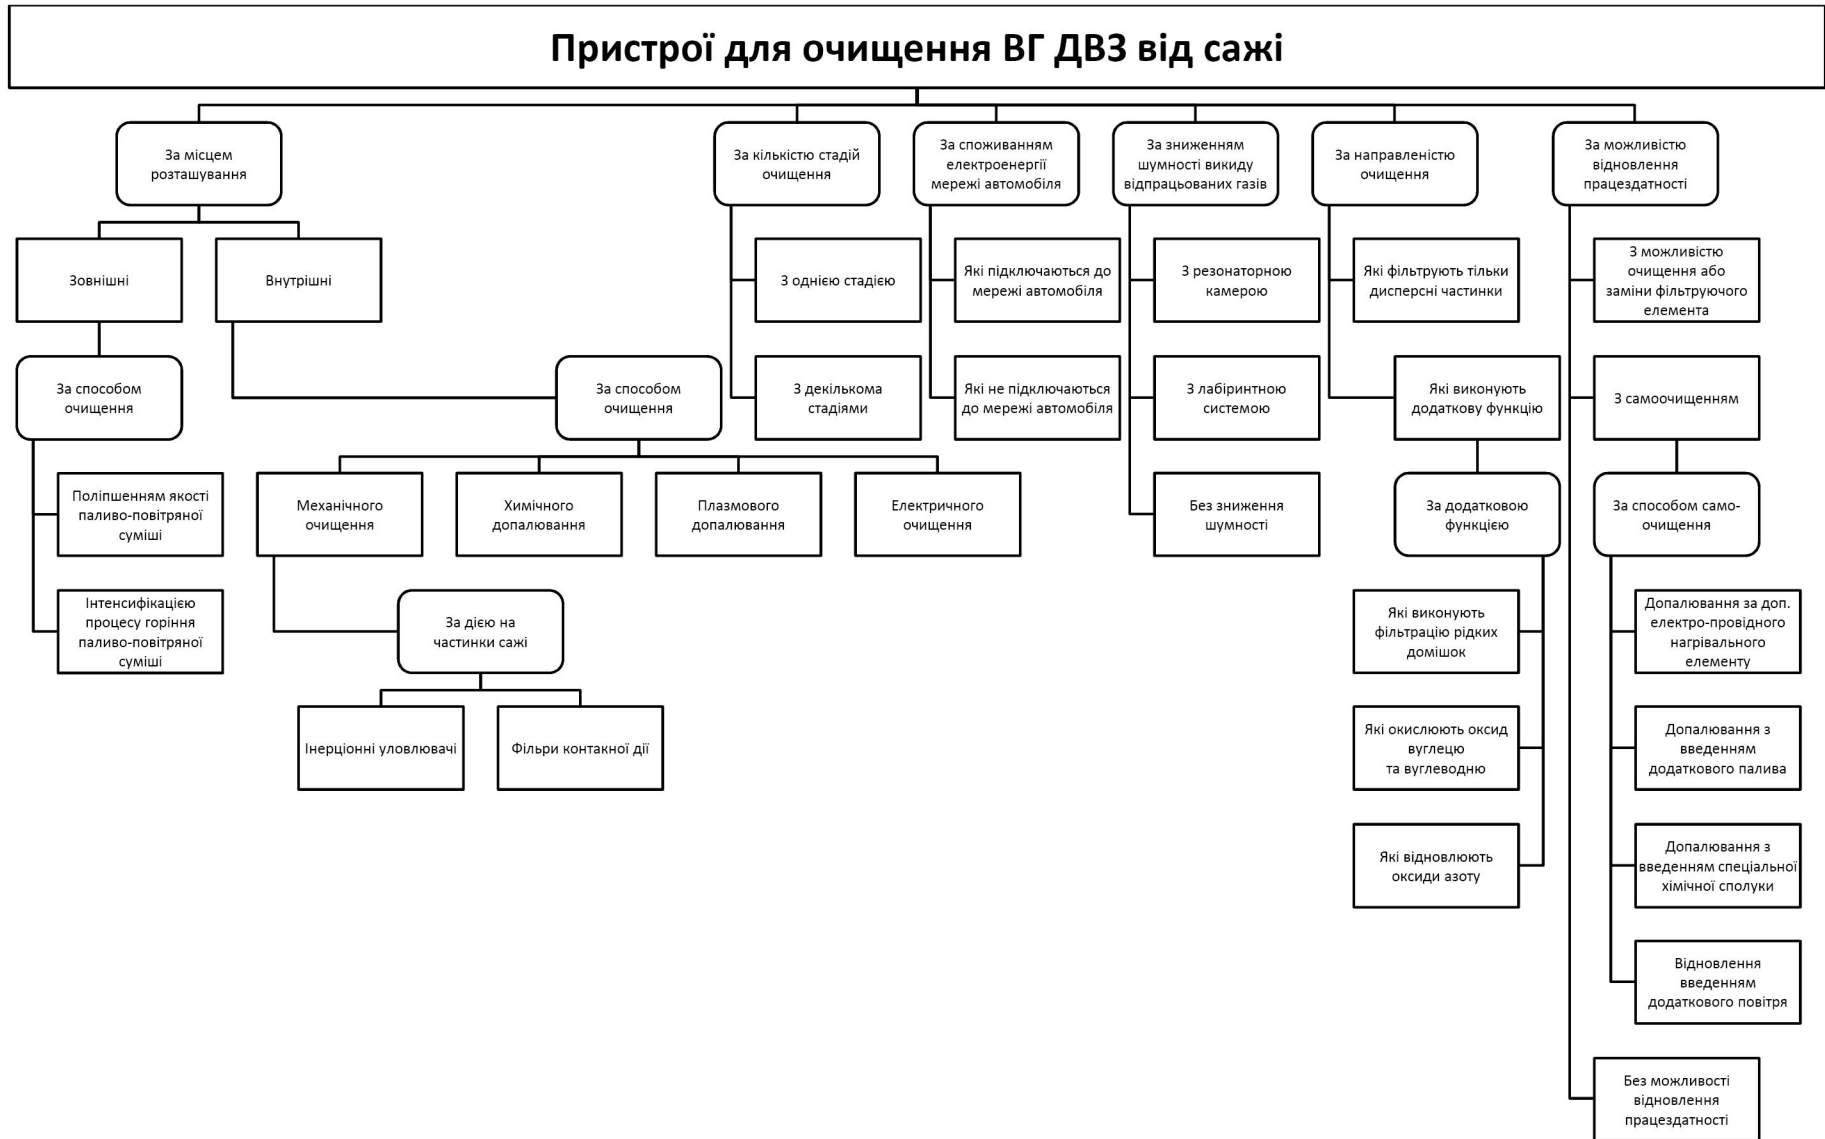 Пристрої для очищення ВГ ДВЗ від сажі
За місцем
розташування
За кількістю стадій
очищення
За споживанням
електроенергії
мережі автомобіля
За зниженням
шумності викиду
відпрацьованих газів
За направленістю
очищення
За можливістю
відновлення
працездатності
Зовнішні
Внутрішні
З однією стадією
Які підключаються до
мережі автомобіля
З резонаторною
камерою
Які фільтрують тільки
дисперсні частинки
З можливістю
очищення або
заміни фільтруючого
елемента
За способом
очищення
За способом
очищення
З декількома
стадіями
Які не підключаються
до мережі автомобіля
З лабіринтною
системою
Які виконують
додаткову функцію
З самоочищенням
Поліпшенням якості
паливо-повітряної
суміші
Механічного
очищення
Химічного
допалювання
Плазмового
допалювання
Електричного
очищення
Без зниження
шумності
За додатковою
функцією
За способом само-
очищення
Інтенсифікацією
процесу горіння
паливо-повітряної
суміші
За дією на
частинки сажі
Які виконують
фільтрацію рідких
домішок
Допалювання за доп.
електро-провідного
нагрівального
елементу
Інерціонні уловлювачі
Фільри контакної дії
Які окислюють оксид
вуглецю
та вуглеводню
Допалювання з
введенням
додаткового палива
Які відновлюють
оксиди азоту
Допалювання з
введенням спеціальної
хімічної сполуки
Відновлення
введенням
додаткового повітря
Без можливості
відновлення
працездатності